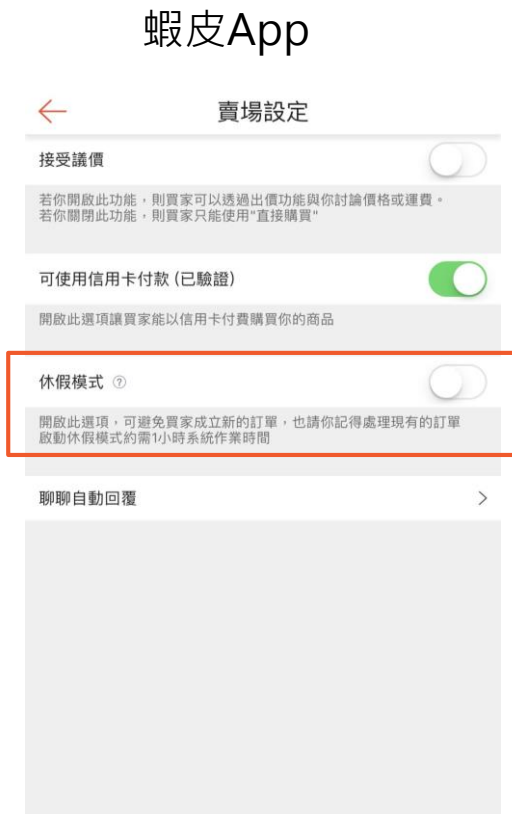 蝦皮App
賣場設定
接受議價
若你開啟此功能，則買家可以透過出價功能與你討論價格或運費。
若你關閉此功能，則買家只能使用"直接購買"
可使用信用卡付款 (已驗證)
開啟此選項讓買家能以信用卡付費購買你的商品
休假模式 ?
開啟此選項，可避免買家成立新的訂單，也請你記得處理現有的訂單
啟動休假模式約需1小時系統作業時間
聊聊自動回覆